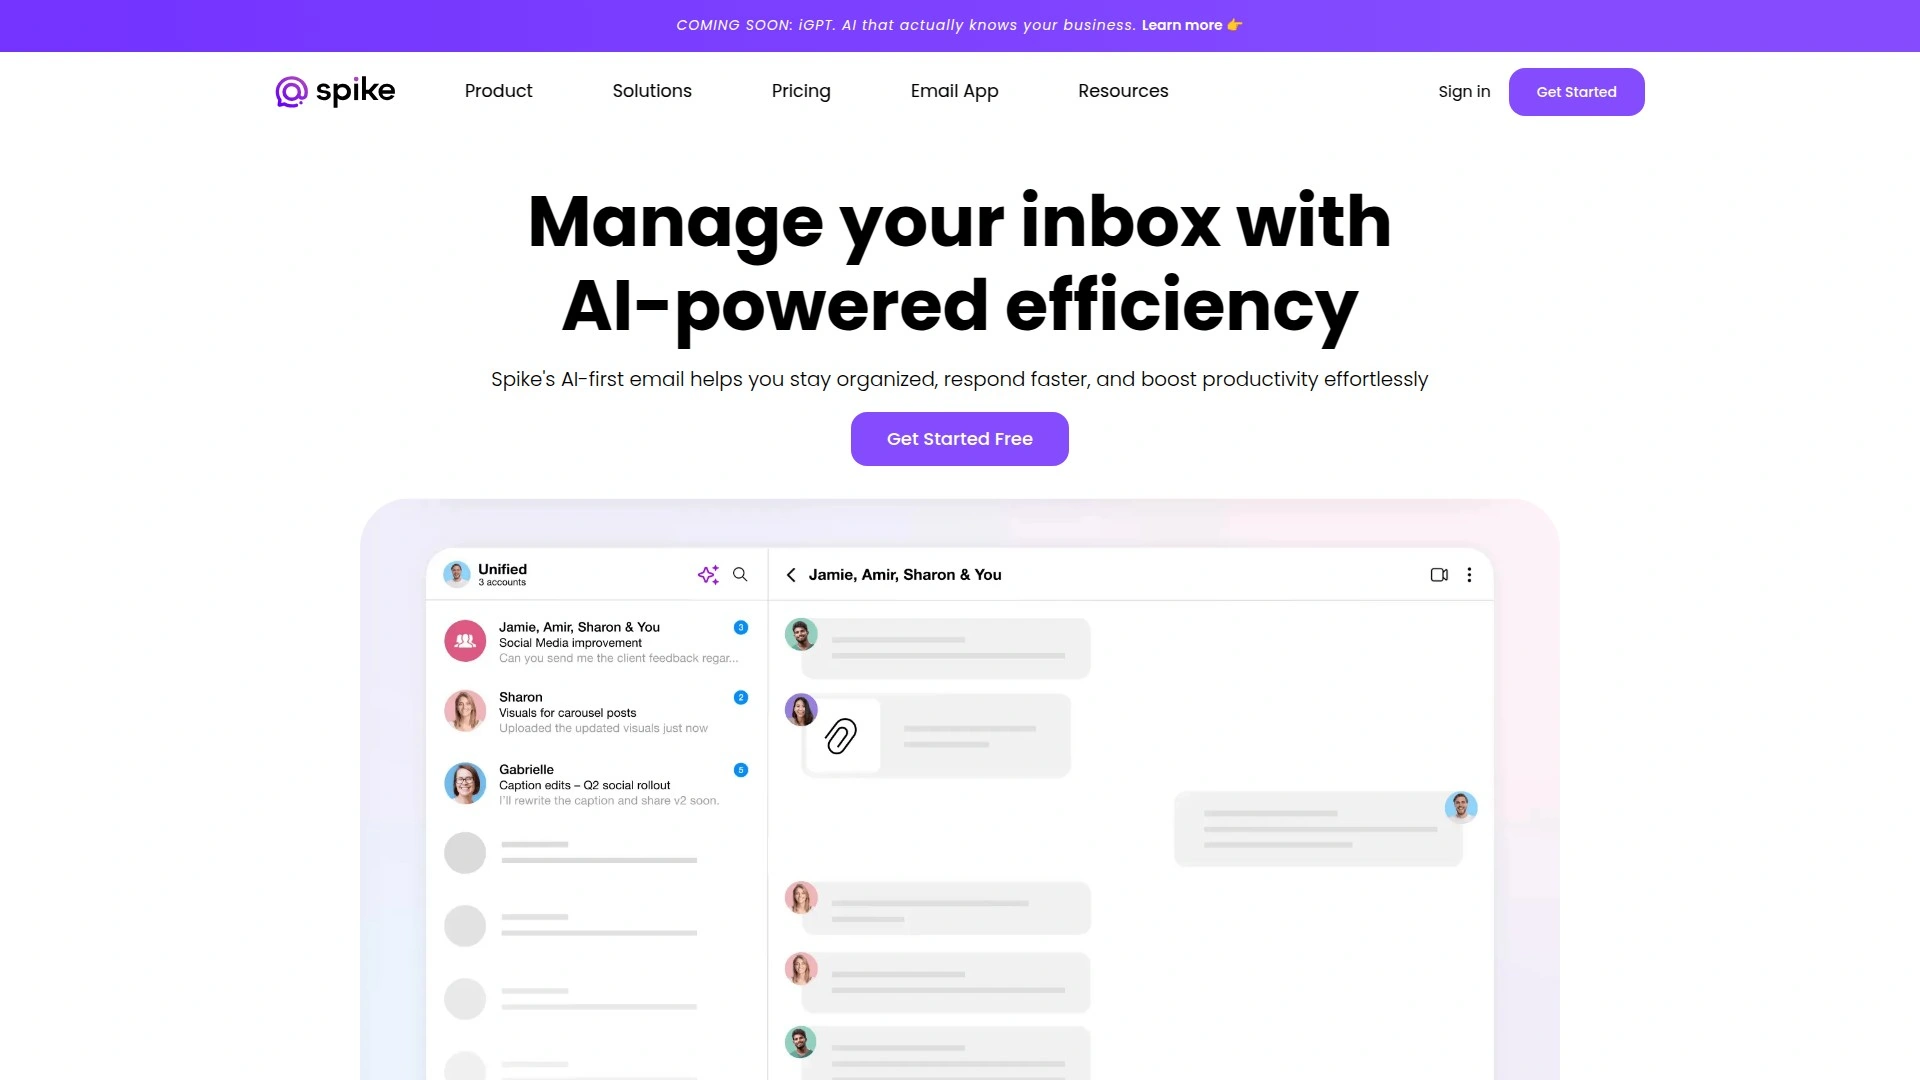 COMING SOON: iGPT. AI that actually knows your business. Learn more 👉
spike
Product
Solutions
Pricing
Email App
Resources
Sign in
Get Started
Manage your inbox with
AI-powered efficiency
Spike's AI-first email helps you stay organized, respond faster, and boost productivity effortlessly
Get Started Free
Unified
3 accounts
Jamie, Amir, Sharon & You
3
Social Media improvement
Can you send me the client feedback regar...
Sharon
2
Visuals for carousel posts
Uploaded the updated visuals just now
Gabrielle
5
Caption edits – Q2 social rollout
I'll rewrite the caption and share v2 soon.
Jamie, Amir, Sharon & You